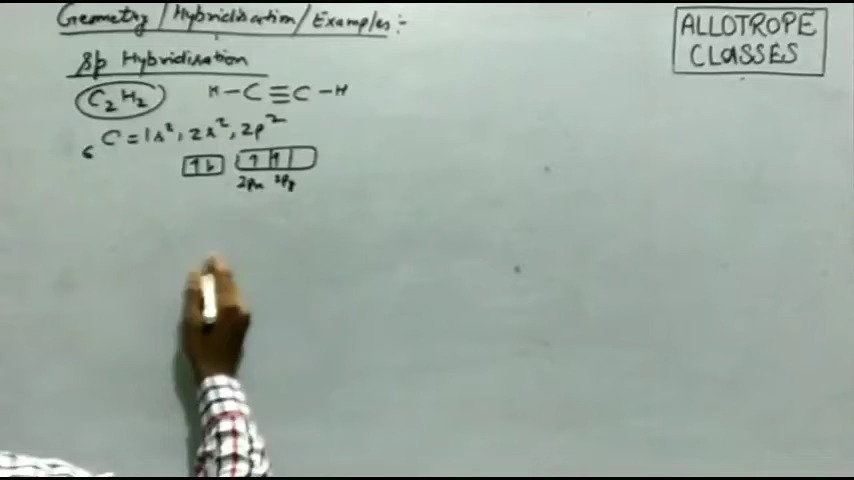 Geometry / Hybridisation / Examples :-
ALLOTROPE
CLASSES
sp Hybridisation
C₂H₂ H-C≡C-H
₆C = 1s², 2s², 2p²
↑↓ ↑ ↑
2px 2py